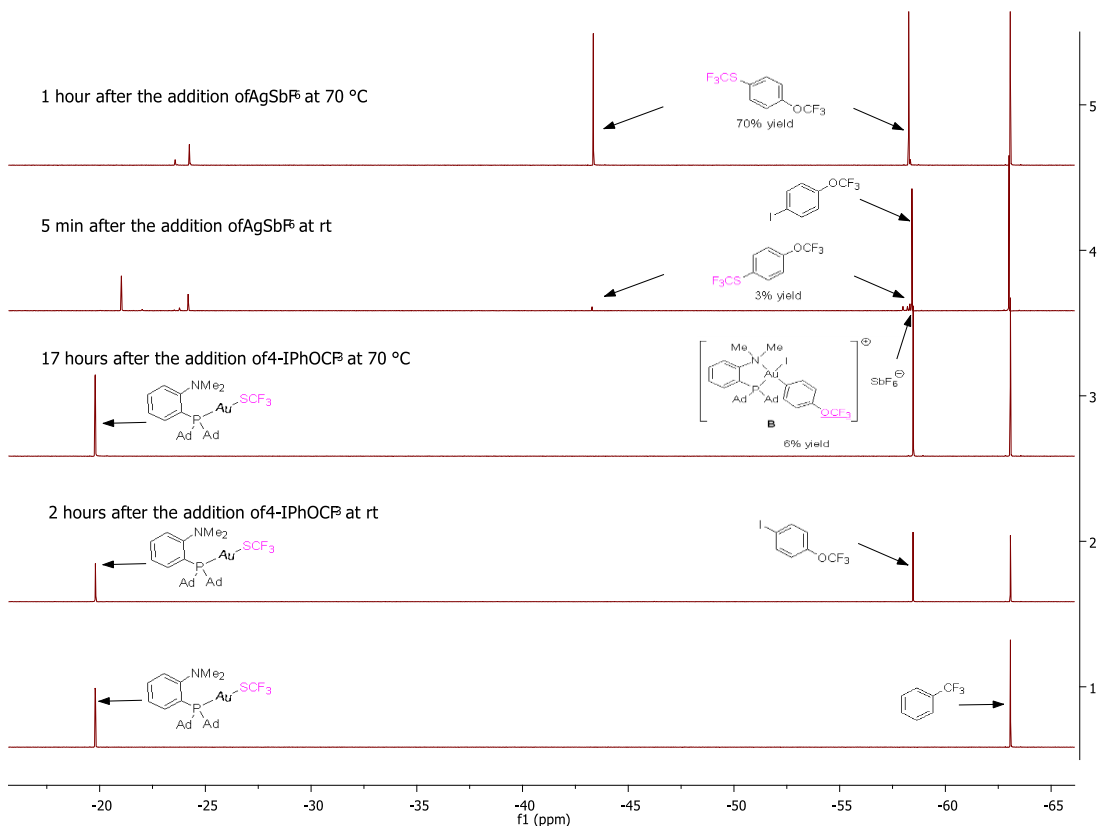 1 hour after the addition ofAgSbF6 at 70 °C
F3CS
OCF3
70% yield
5
5 min after the addition ofAgSbF6 at rt
OCF3
I
OCF3
F3CS
3% yield
4
17 hours after the addition of4-IPhOCF3 at 70 °C
NMe2
Au
SCF3
P
Ad Ad
Me Me
N I
Au
P
Ad Ad
OCF3
B
⊕
SbF6⊖
6% yield
3
2 hours after the addition of4-IPhOCF3 at rt
NMe2
Au
SCF3
P
Ad Ad
I
OCF3
2
NMe2
Au
SCF3
P
Ad Ad
CF3
1
-20 -25 -30 -35 -40 -45 -50 -55 -60 -65
f1 (ppm)